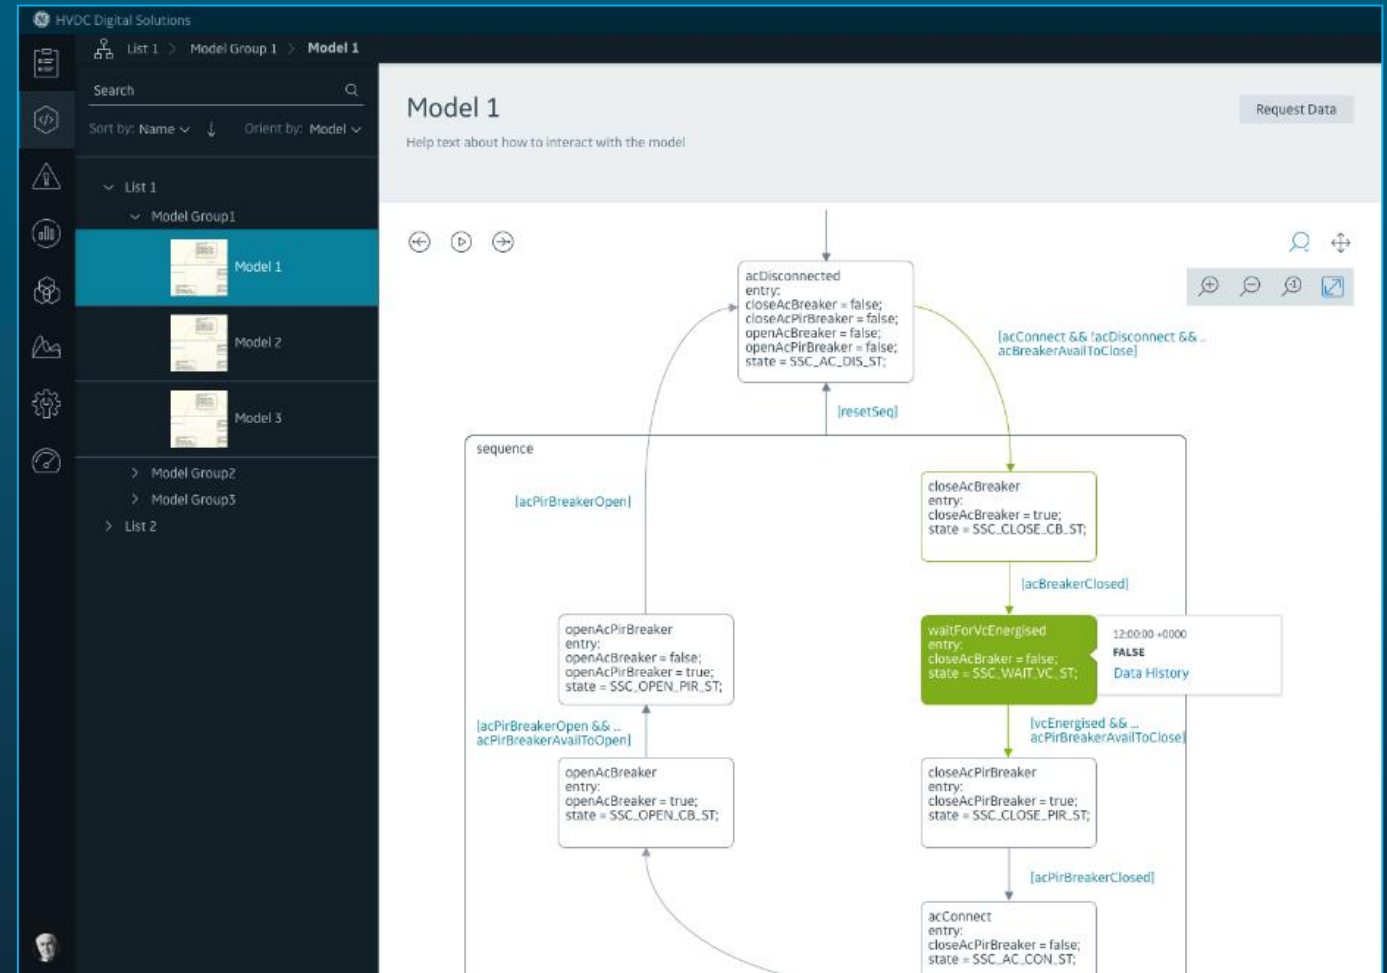 HVDC Digital Solutions
List 1 > Model Group 1 > Model 1
Search
Sort by: Name Orient by: Model
List 1
Model Group1
Model 1
Model 2
Model 3
Model Group2
Model Group3
List 2
Model 1
Request Data
Help text about how to interact with the model
acDisconnected
entry:
closeAcBreaker = false;
closeAcPirBreaker = false;
openAcBreaker = false;
openAcPirBreaker = false;
state = SSC_AC_DIS_ST;
[acConnect && !acDisconnect && ...
acBreakerAvailToClose]
[resetSeq]
sequence
closeAcBreaker
entry:
closeAcBreaker = true;
state = SSC_CLOSE_CB_ST;
[acPirBreakerOpen]
[acBreakerClosed]
openAcPirBreaker
entry:
openAcBreaker = false;
openAcPirBreaker = true;
state = SSC_OPEN_PIR_ST;
waitForVcEnergised
entry:
closeAcBraker = false;
state = SSC_WAIT_VC_ST;
12:00:00 +0000
FALSE
Data History
[acPirBreakerOpen && ...
acPirBreakerAvailToOpen]
[vcEnergised && ...
acPirBreakerAvailToClose]
openAcBreaker
entry:
openAcBreaker = true;
state = SSC_OPEN_CB_ST;
closeAcPirBreaker
entry:
closeAcPirBreaker = true;
state = SSC_CLOSE_PIR_ST;
[acPirBreakerClosed]
acConnect
entry:
closeAcPirBreaker = false;
state = SSC_AC_CON_ST;